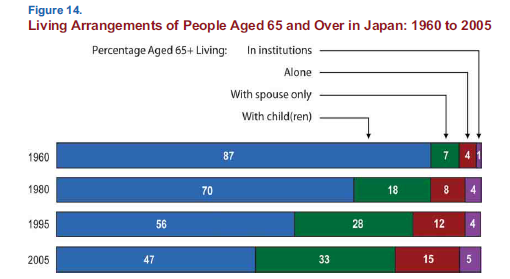 Figure 14.
Living Arrangements of People Aged 65 and Over in Japan: 1960 to 2005
Percentage Aged 65+ Living: In institutions
Alone
With spouse only
With child(ren)
1960 87 7 4 1
1980 70 18 8 4
1995 56 28 12 4
2005 47 33 15 5